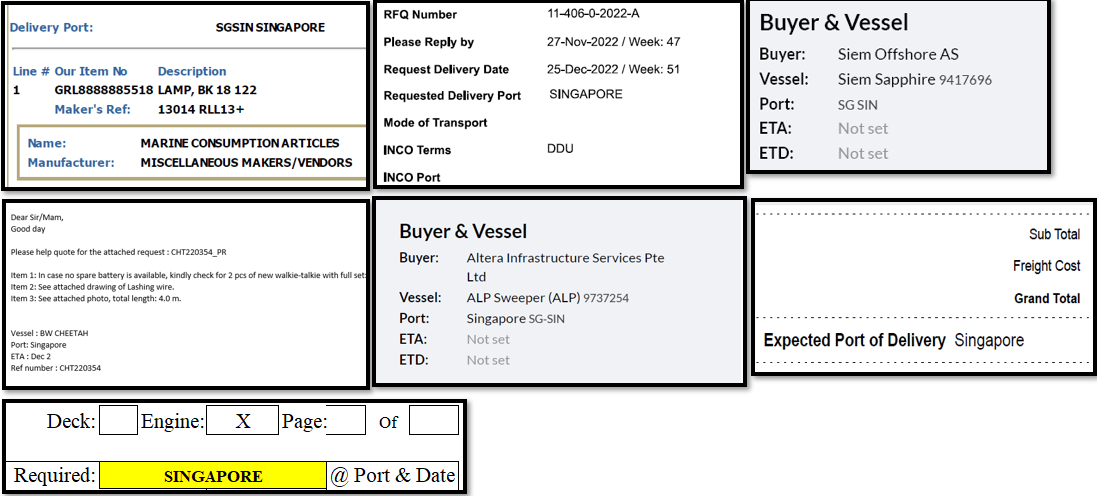 Delivery Port: SGSIN SINGAPORE
Line # Our Item No Description
1 GRL8888885518 LAMP, BK 18 122
Maker's Ref: 13014 RLL13+
Name: MARINE CONSUMPTION ARTICLES
Manufacturer: MISCELLANEOUS MAKERS/VENDORS
RFQ Number 11-406-0-2022-A
Please Reply by 27-Nov-2022 / Week: 47
Request Delivery Date 25-Dec-2022 / Week: 51
Requested Delivery Port SINGAPORE
Mode of Transport
INCO Terms DDU
INCO Port
Buyer & Vessel
Buyer: Siem Offshore AS
Vessel: Siem Sapphire 9417696
Port: SG SIN
ETA: Not set
ETD: Not set
Dear Sir/Mam,
Good day
Please help quote for the attached request : CHT220354_PR
Item 1: In case no spare battery is available, kindly check for 2 pcs of new walkie-talkie with full set
Item 2: See attached drawing of Lashing wire.
Item 3: See attached photo, total length: 4.0 m.
Vessel : BW CHEETAH
Port: Singapore
ETA : Dec 2
Ref number : CHT220354
Buyer & Vessel
Buyer: Altera Infrastructure Services Pte
Ltd
Vessel: ALP Sweeper (ALP) 9737254
Port: Singapore SG-SIN
ETA: Not set
ETD: Not set
Sub Total
Freight Cost
Grand Total
Expected Port of Delivery Singapore
Deck: Engine: X Page: Of
Required: SINGAPORE @ Port & Date